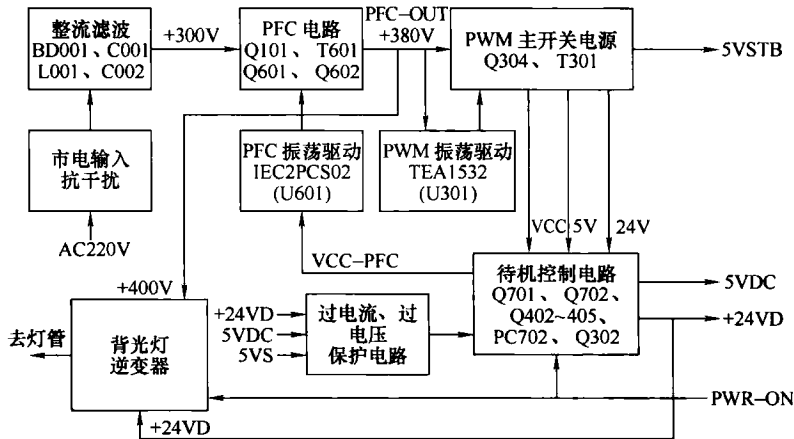 整流滤波
BD001、C001
L001、C002
+300V
PFC 电路
Q101、T601
Q601、Q602
PFC-OUT
+380V
PWM 主开关电源
Q304、T301
5VSTB
市电输入
抗干扰
AC220V
PFC 振荡驱动
IEC2PCS02
(U601)
PWM 振荡驱动
TEA1532
(U301)
VCC
5V
24V
VCC-PFC
待机控制电路
Q701、Q702、
Q402~405、
PC702、Q302
5VDC
+24VD
+400V
+24VD
5VDC
5VS
过电流、过
电压
保护电路
去灯管
背光灯
逆变器
PWR-ON
+24VD